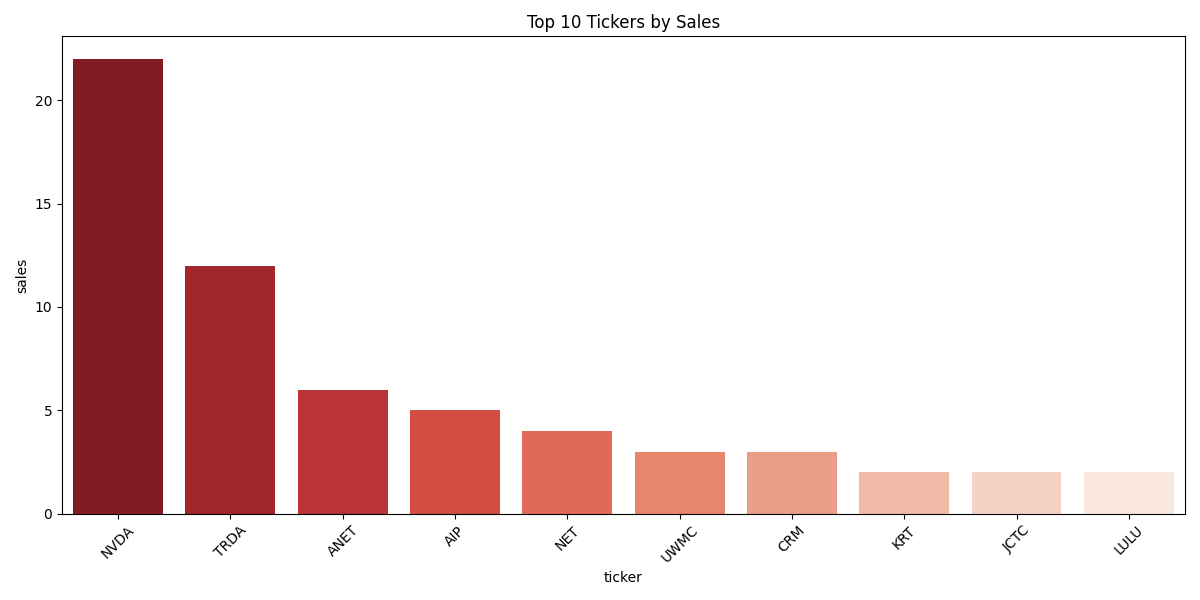 Top 10 Tickers by Sales
sales
20
15
10
5
0
NVDA
TRDA
ANET
AIP
NET
UWMC
CRM
KRT
JCTC
LULU
ticker